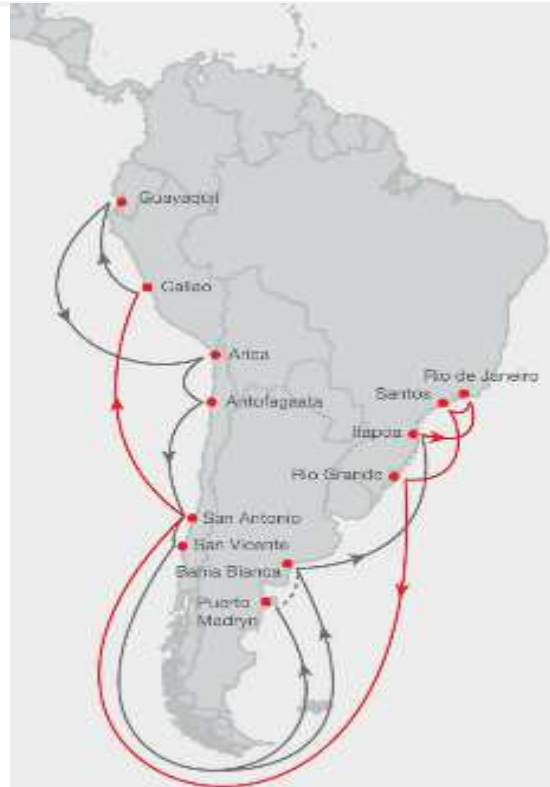 Guayaquil
Callao
Arica
Antofagasta
Rio de Janeiro
Santos
Itapoa
Rio Grande
San Antonio
San Vicente
Bahia Blanca
Puerto
Madryn